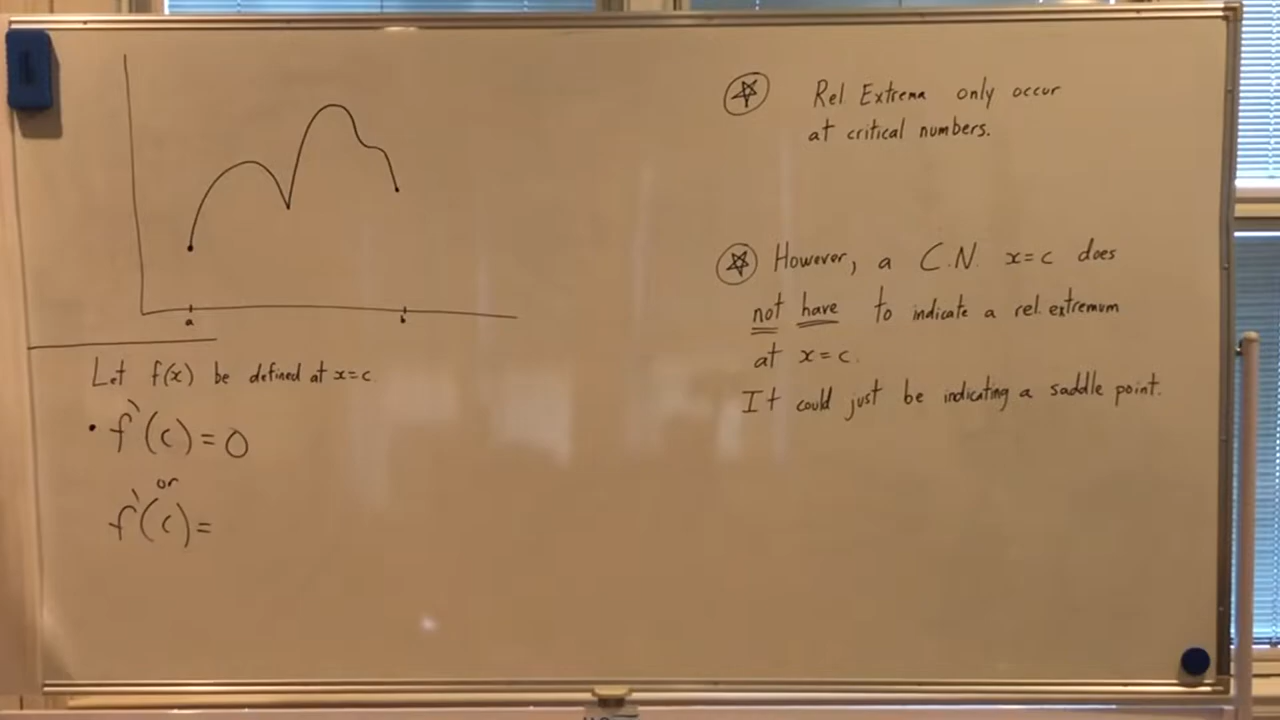 a
b
Let f(x) be defined at x=c
• f`(c) = 0
or
f`(c) =
Rel. Extrema only occur
at critical numbers.
However, a C.N. x=c does
not have to indicate a rel. extremum
at x=c.
It could just be indicating a saddle point.